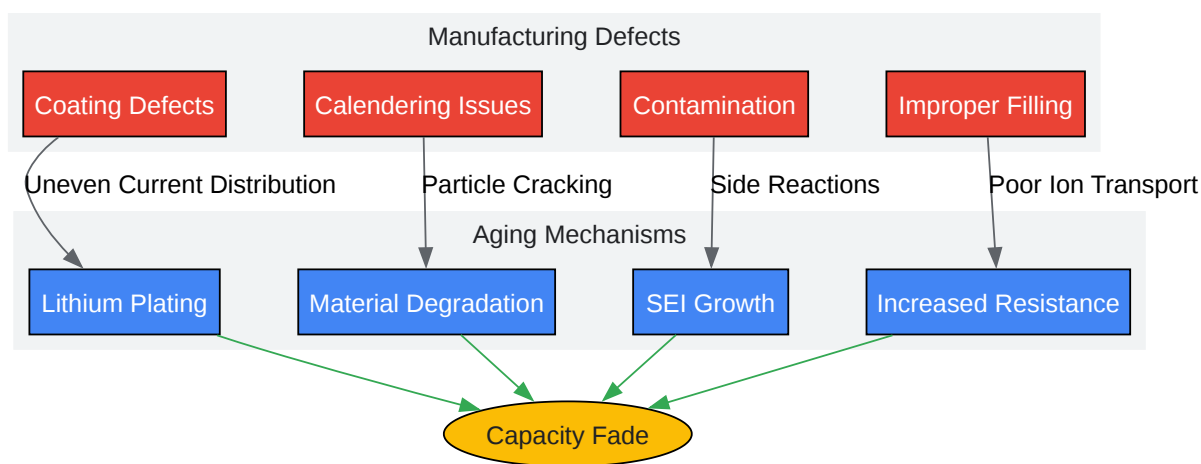 Manufacturing Defects
Coating Defects
Calendering Issues
Contamination
Improper Filling
Uneven Current Distribution
Particle Cracking
Side Reactions
Poor Ion Transport
Aging Mechanisms
Lithium Plating
Material Degradation
SEI Growth
Increased Resistance
Capacity Fade